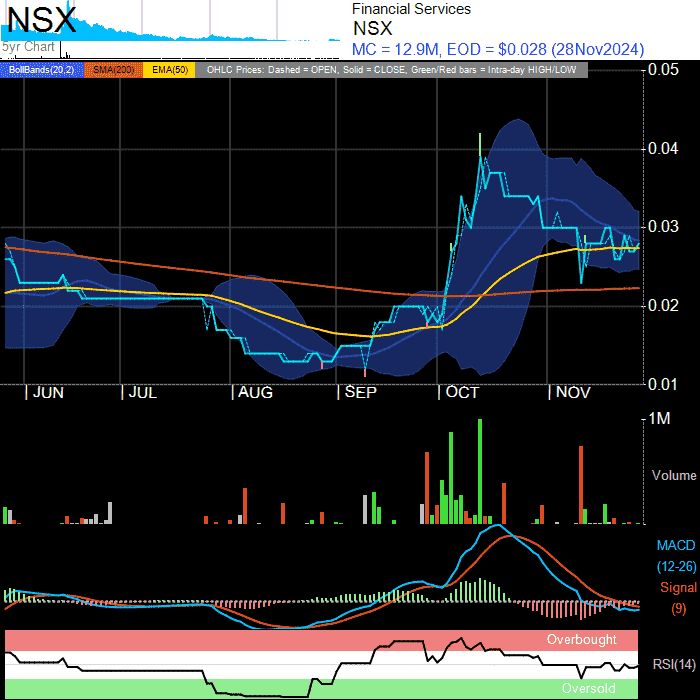 NSX
5yr Chart
Financial Services
NSX
MC = 12.9M, EOD = $0.028 (28Nov2024)
BollBands(20,2) SMA(200) EMA(50) OHLC Prices: Dashed = OPEN, Solid = CLOSE, Green/Red bars = Intra-day HIGH/LOW
0.05
0.04
0.03
0.02
0.01
JUN JUL AUG SEP OCT NOV
1M
Volume
MACD
(12-26)
Signal
(9)
Overbought
RSI(14)
Oversold